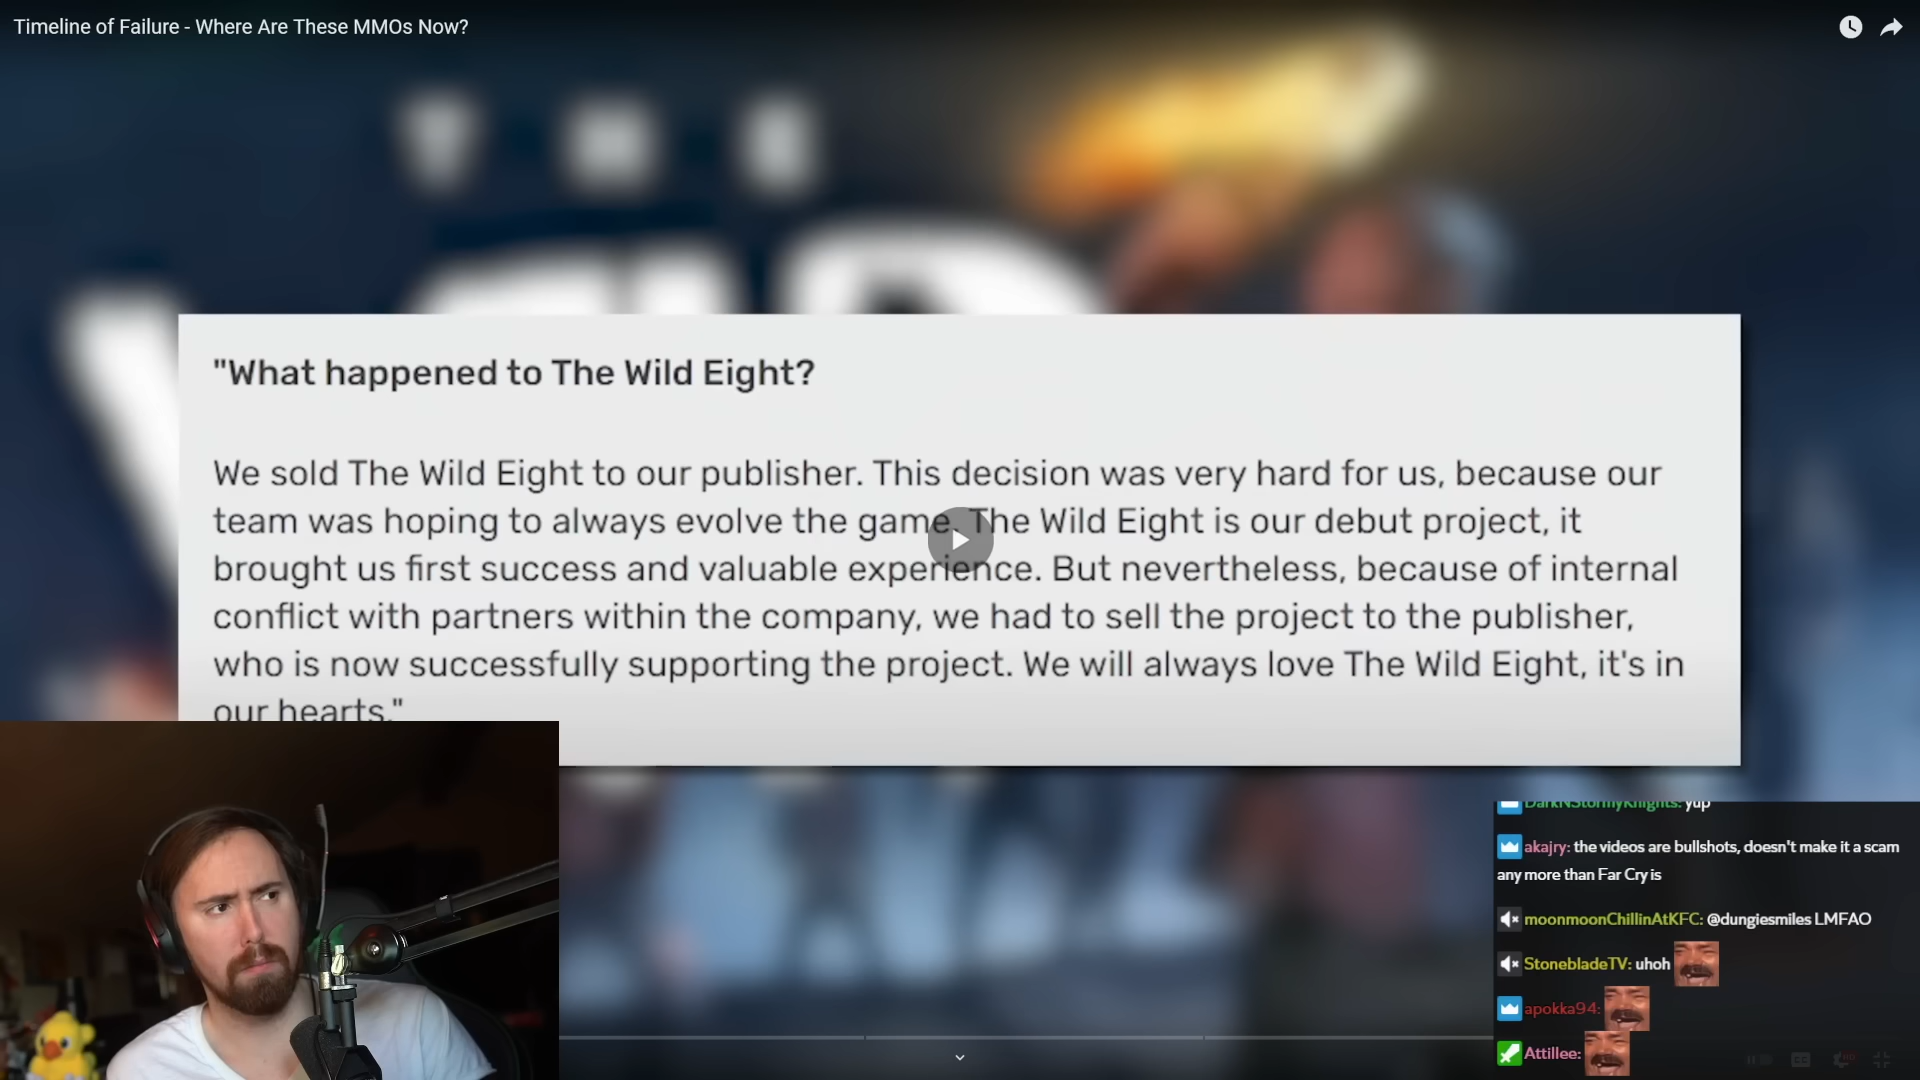 Timeline of Failure - Where Are These MMOs Now?
THE
"What happened to The Wild Eight?
We sold The Wild Eight to our publisher. This decision was very hard for us, because our
team was hoping to always evolve the game. The Wild Eight is our debut project, it
brought us first success and valuable experience. But nevertheless, because of internal
conflict with partners within the company, we had to sell the project to the publisher,
who is now successfully supporting the project. We will always love The Wild Eight, it's in
our hearts."
DarkNStormyKnights: yup
akajry: the videos are bullshots, doesn't make it a scam
any more than Far Cry is
moonmoonChillinAtKFC: @dungiesmiles LMFAO
StonebladeTV: uhoh
apokka94:
Attillee: